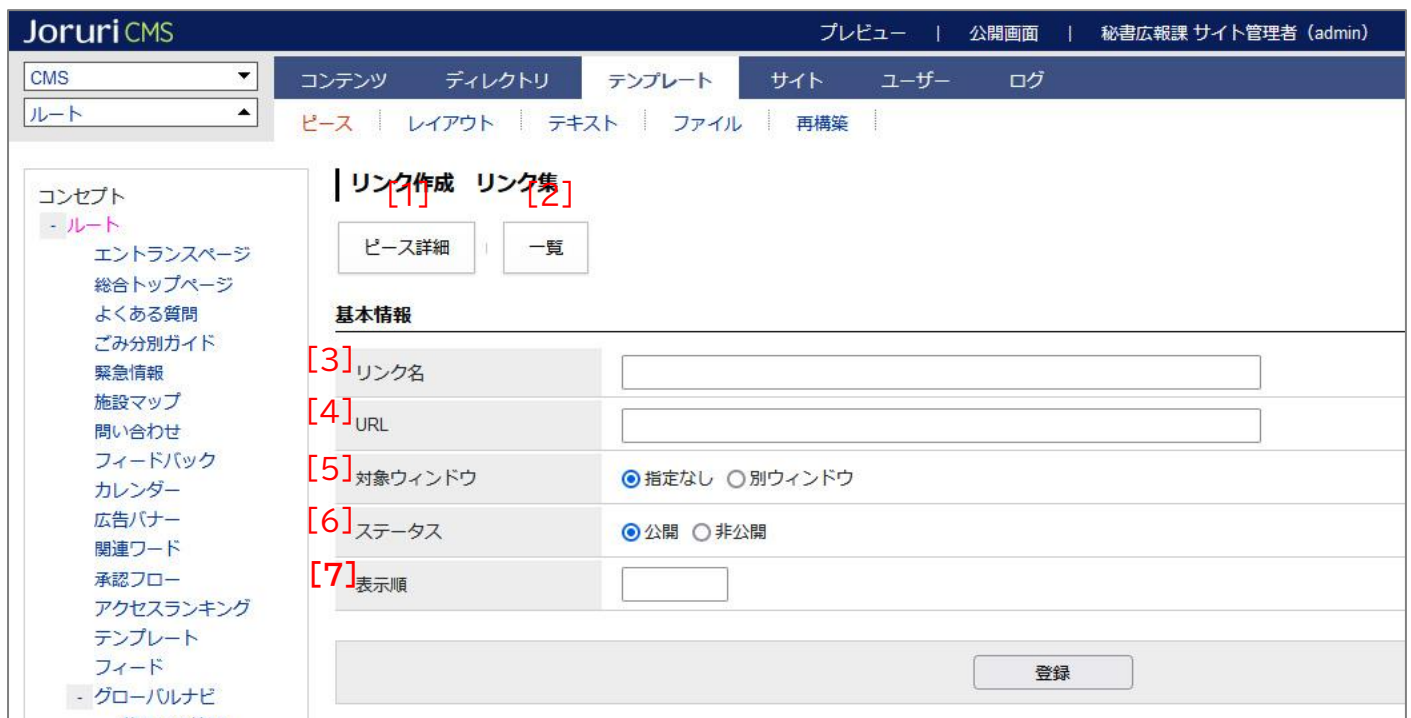 Joruri CMS プレビュー | 公開画面 | 秘書広報課 サイト管理者（admin）
CMS
コンテンツ ディレクトリ テンプレート サイト ユーザー ログ
ルート
ピース レイアウト テキスト ファイル 再構築
コンセプト
- ルート
エントランスページ
総合トップページ
よくある質問
ごみ分別ガイド
緊急情報
施設マップ
問い合わせ
フィードバック
カレンダー
広告バナー
関連ワード
承認フロー
アクセスランキング
テンプレート
フィード
- グローバルナビ
リンク作成 リンク集
[1] [2]
ピース詳細 一覧
基本情報
[3] リンク名
[4] URL
[5] 対象ウィンドウ 指定なし 別ウィンドウ
[6] ステータス 公開 非公開
[7] 表示順
登録